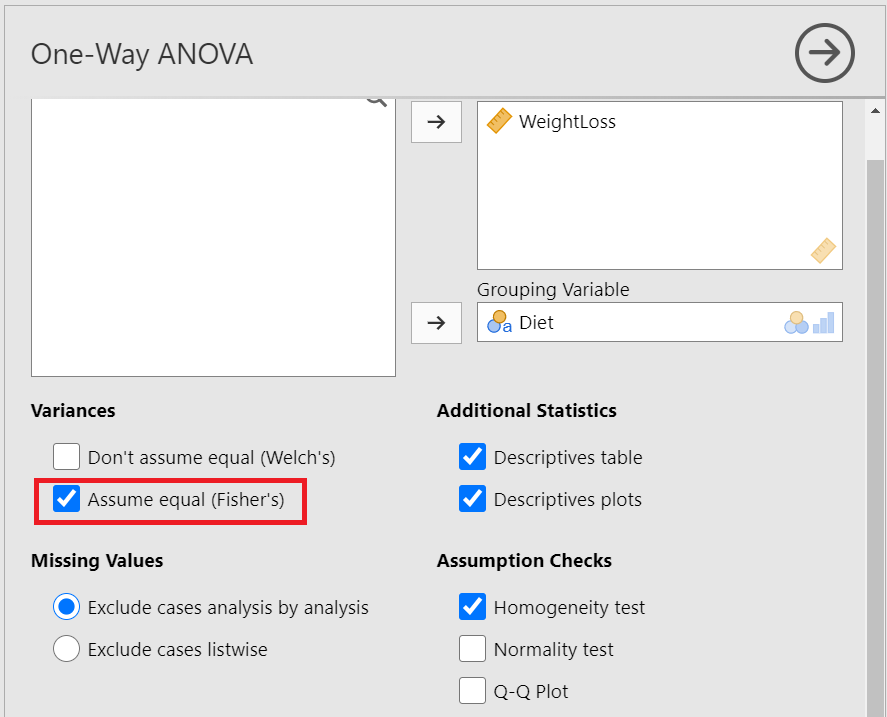 One-Way ANOVA
WeightLoss
Grouping Variable
a Diet
Variances
Don't assume equal (Welch's)
Assume equal (Fisher's)
Missing Values
Exclude cases analysis by analysis
Exclude cases listwise
Additional Statistics
Descriptives table
Descriptives plots
Assumption Checks
Homogeneity test
Normality test
Q-Q Plot